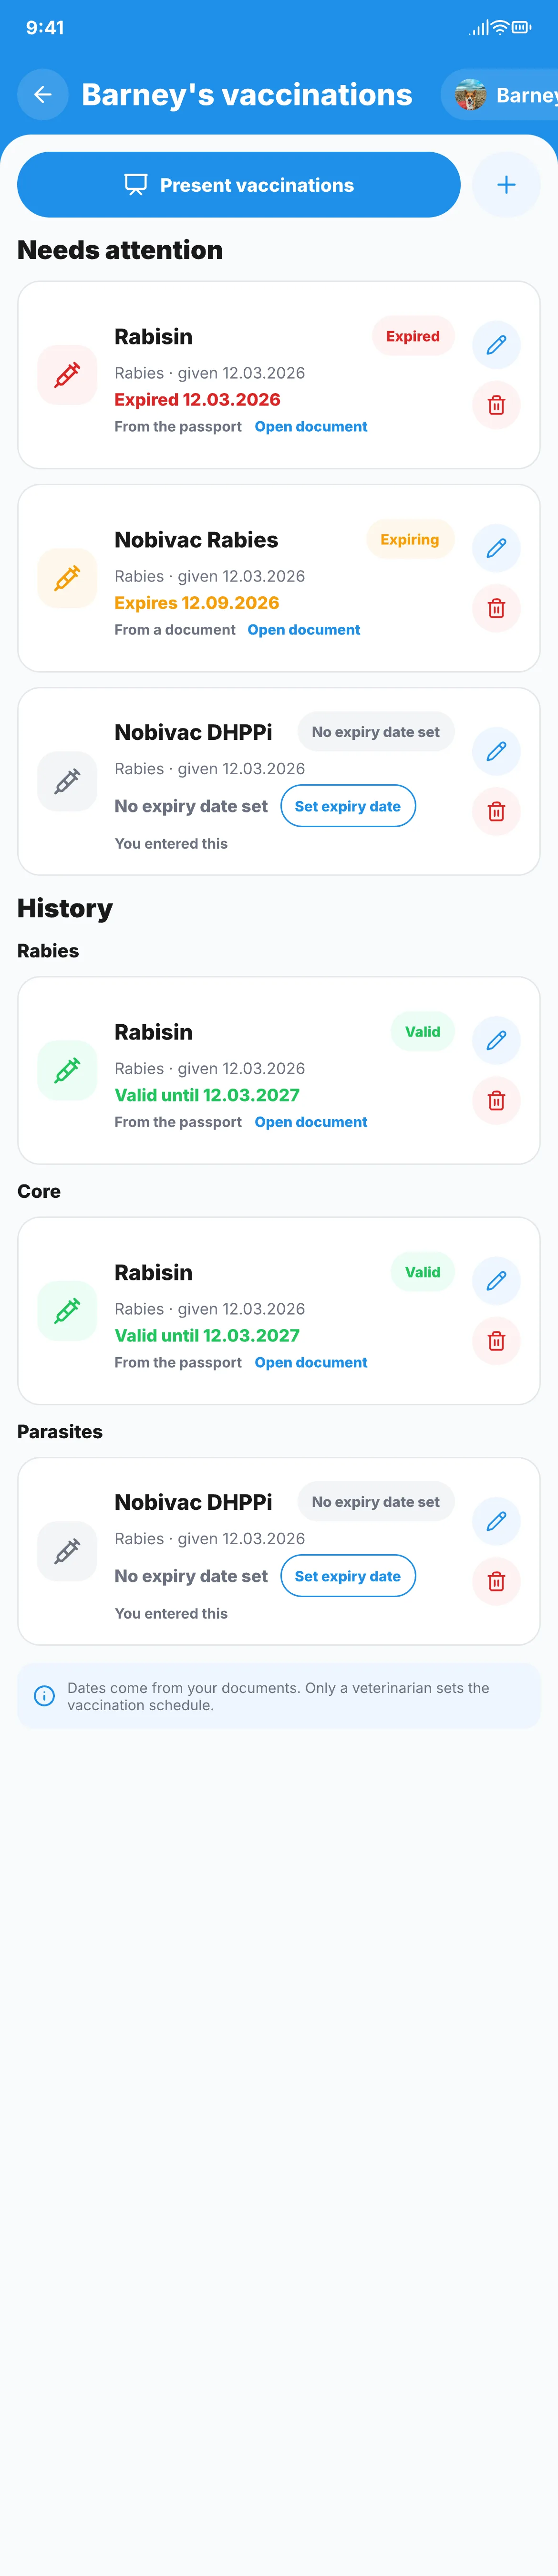 9:41
Barney's vaccinations
Barney
Present vaccinations
Needs attention
Rabisin
Expired
Rabies · given 12.03.2026
Expired 12.03.2026
From the passport Open document
Nobivac Rabies
Expiring
Rabies · given 12.03.2026
Expires 12.09.2026
From a document Open document
Nobivac DHPPi
No expiry date set
Rabies · given 12.03.2026
No expiry date set Set expiry date
You entered this
History
Rabies
Rabisin
Valid
Rabies · given 12.03.2026
Valid until 12.03.2027
From the passport Open document
Core
Rabisin
Valid
Rabies · given 12.03.2026
Valid until 12.03.2027
From the passport Open document
Parasites
Nobivac DHPPi
No expiry date set
Rabies · given 12.03.2026
No expiry date set Set expiry date
You entered this
Dates come from your documents. Only a veterinarian sets the
vaccination schedule.